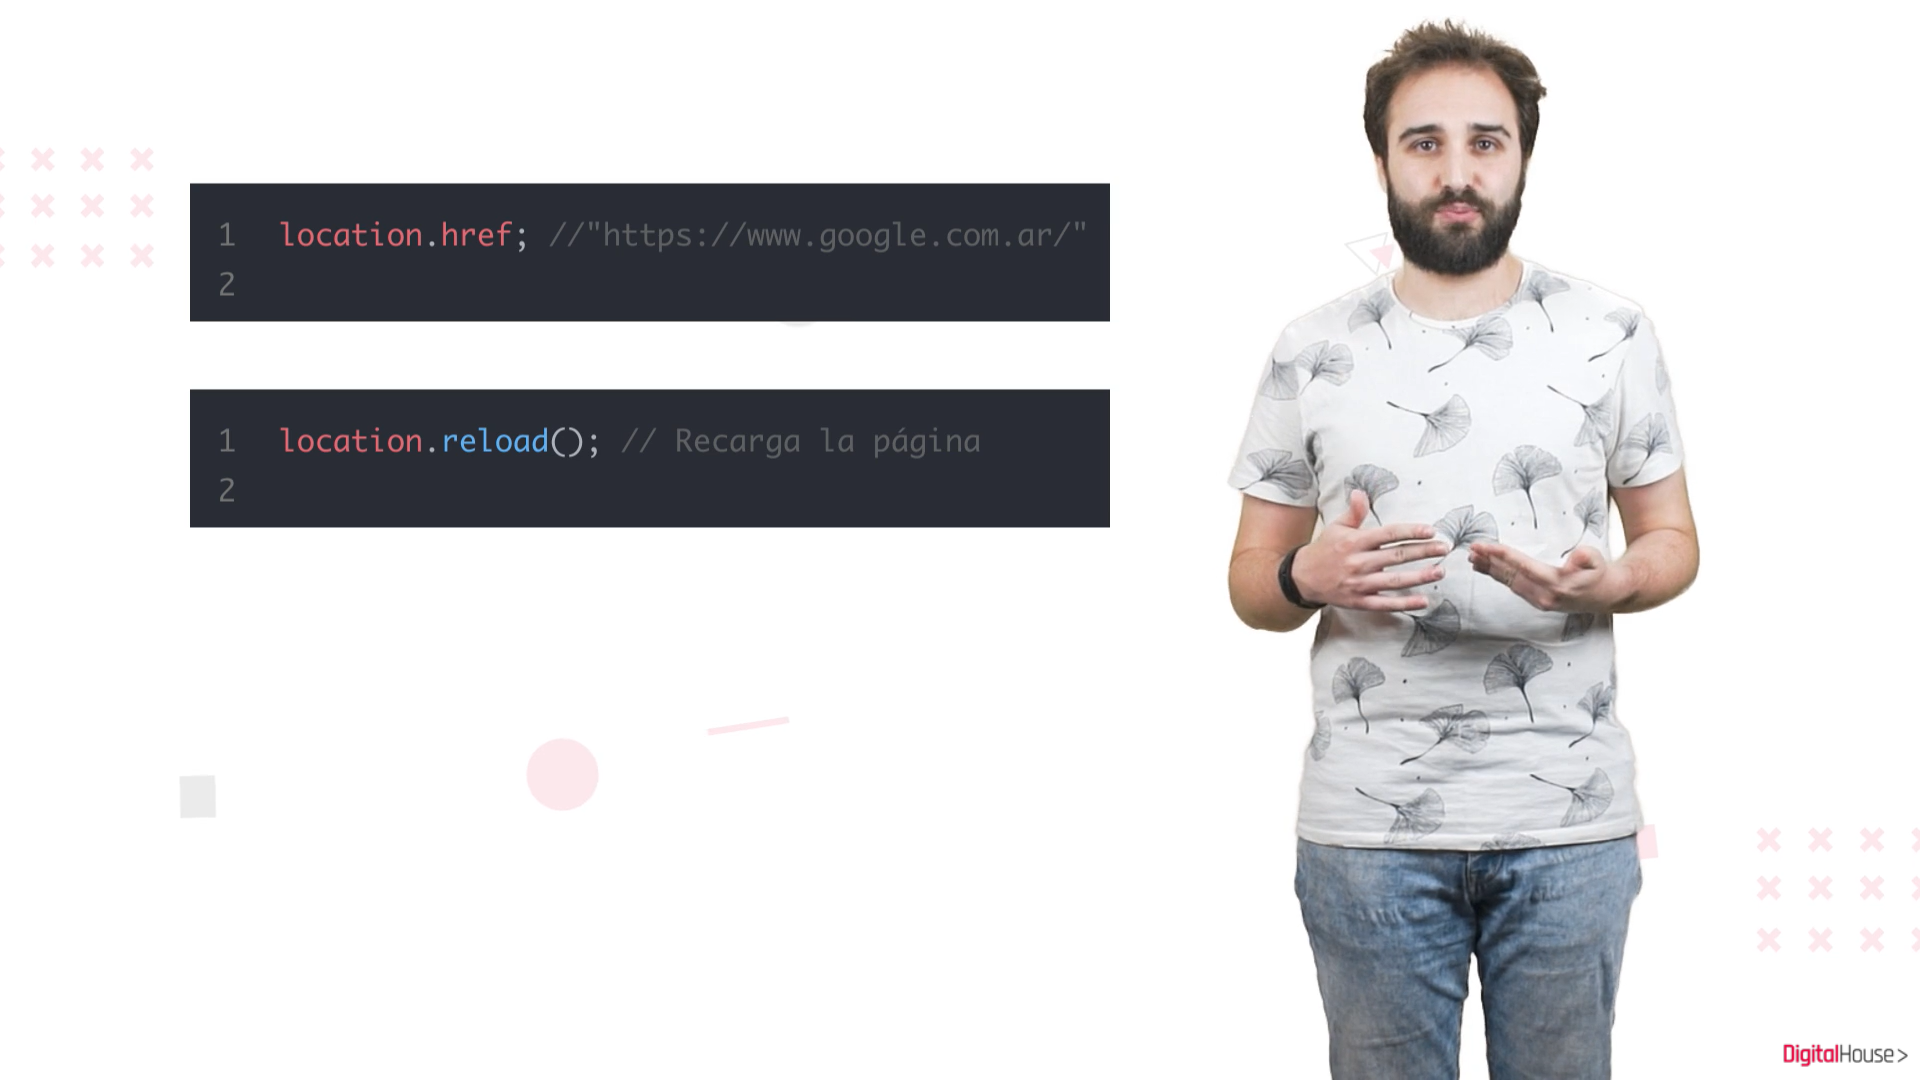 1 location.href; //"https://www.google.com.ar/"
2
1 location.reload(); // Recarga la página
2
DigitalHouse>